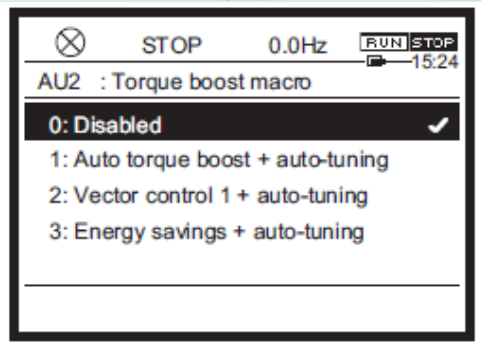 STOP 0.0Hz RUN STOP
15:24
AU2 : Torque boost macro
0: Disabled
1: Auto torque boost + auto-tuning
2: Vector control 1 + auto-tuning
3: Energy savings + auto-tuning